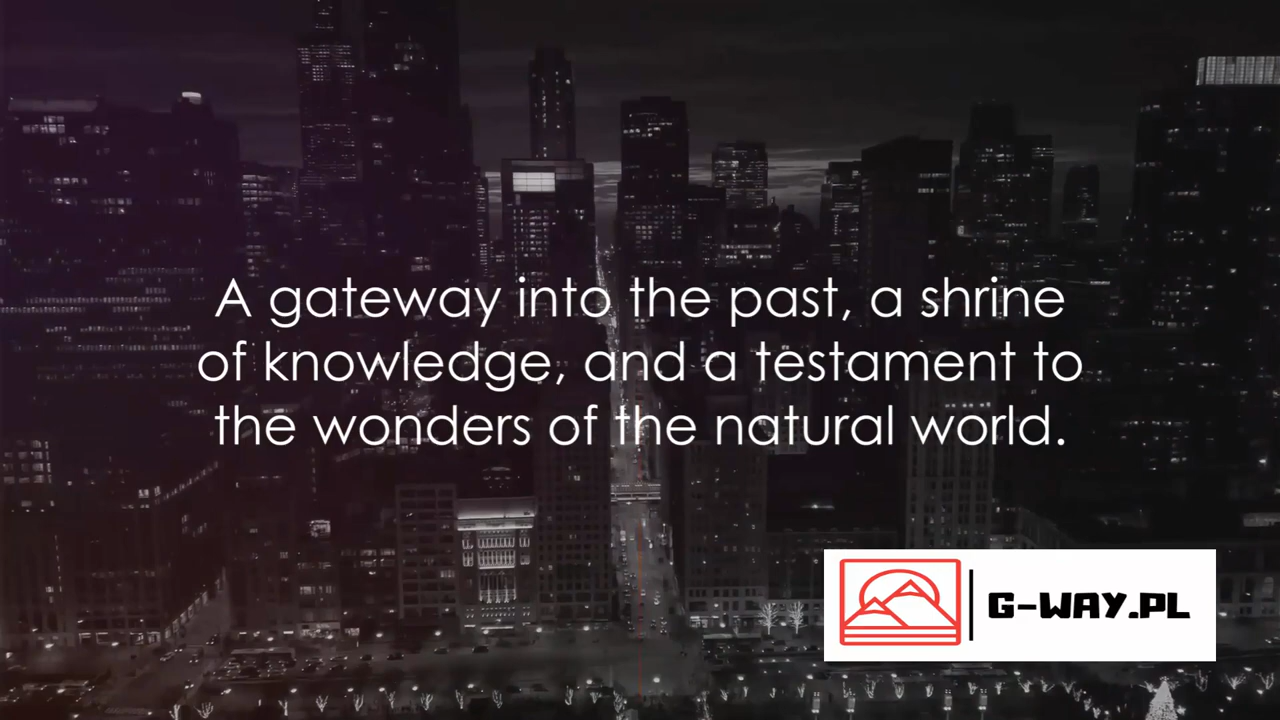 A gateway into the past, a shrine
of knowledge, and a testament to
the wonders of the natural world.
G-WAY.PL